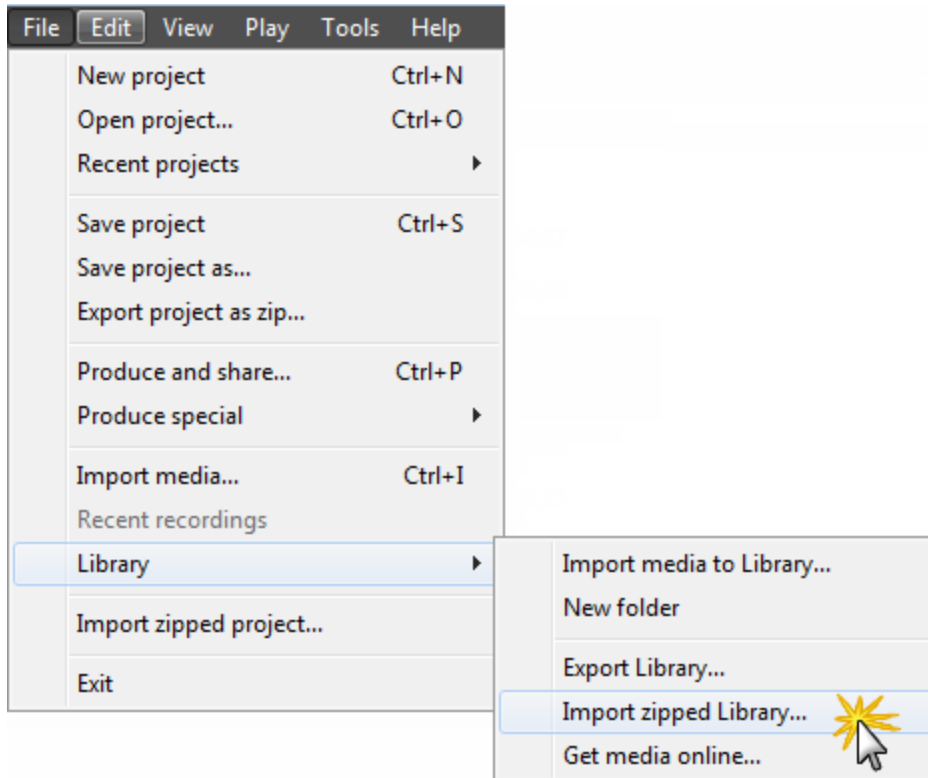 File Edit View Play Tools Help
New project Ctrl+N
Open project... Ctrl+O
Recent projects
Save project Ctrl+S
Save project as...
Export project as zip...
Produce and share... Ctrl+P
Produce special
Import media... Ctrl+I
Recent recordings
Library
Import zipped project...
Exit
Import media to Library...
New folder
Export Library...
Import zipped Library...
Get media online...